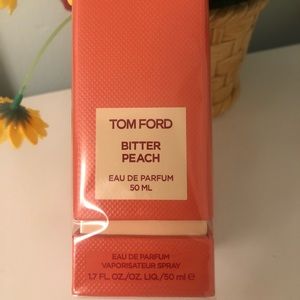 TOM FORD
BITTER
PEACH
EAU DE PARFUM
50 ML
EAU DE PARFUM
VAPORISATEUR SPRAY
1.7 FL. OZ./OZ. LIQ./50 ml ℮